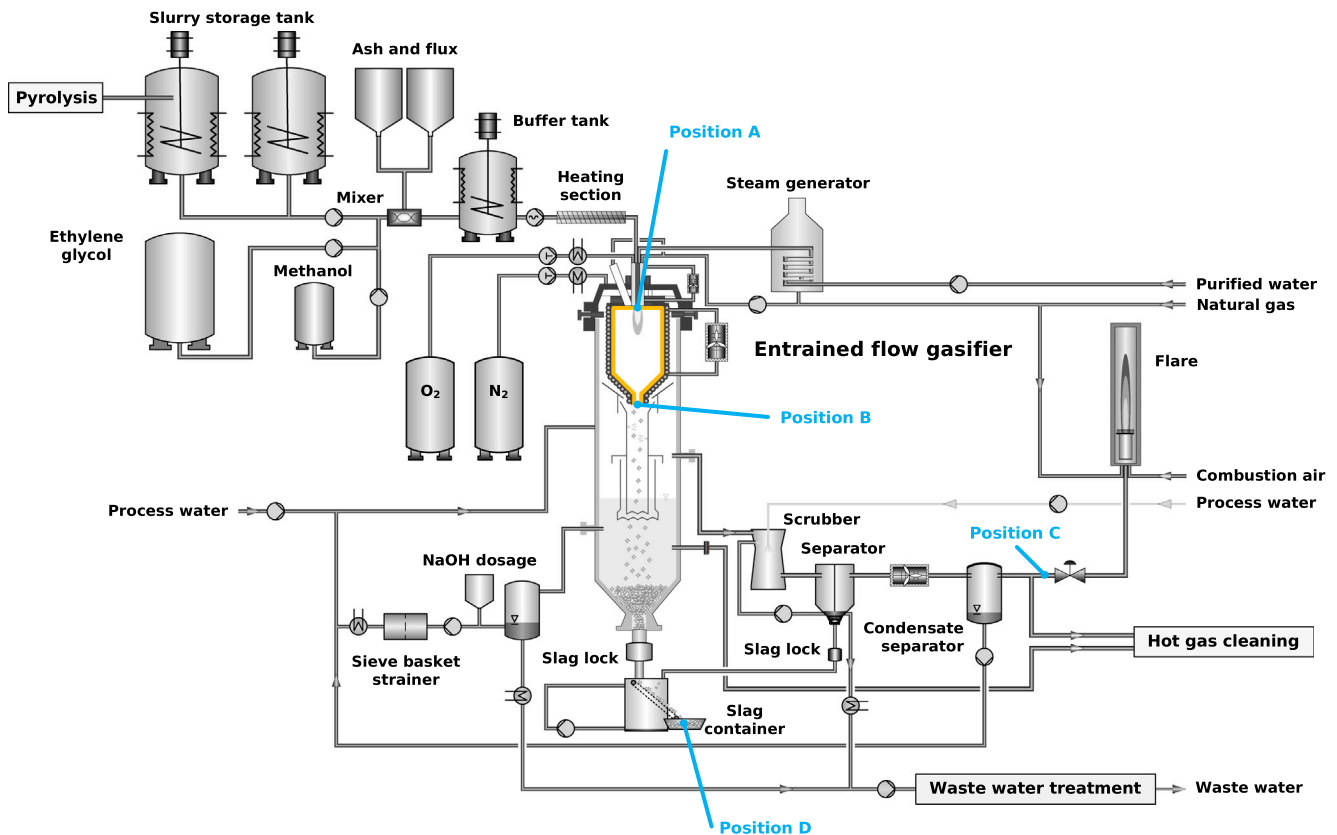 Slurry storage tank
Ash and flux
Pyrolysis
Buffer tank
Position A
Heating
section
Steam generator
Mixer
Ethylene
glycol
Methanol
Purified water
Natural gas
Entrained flow gasifier
Flare
O2
N2
Position B
Combustion air
Process water
Process water
Scrubber
Position C
Separator
NaOH dosage
Condensate
separator
Hot gas cleaning
Slag lock
Slag lock
Sieve basket
strainer
Slag
container
Waste water treatment
Waste water
Position D